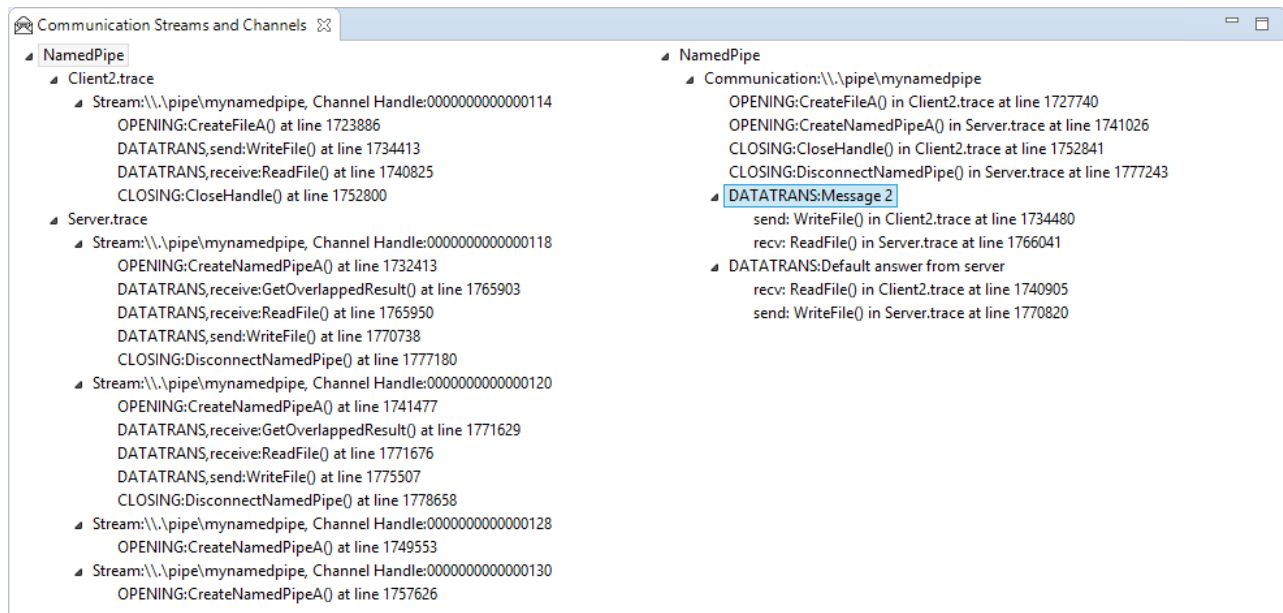 Communication Streams and Channels
NamedPipe
Client2.trace
Stream:\\.\pipe\mynamedpipe, Channel Handle:0000000000000114
OPENING:CreateFileA() at line 1723886
DATATRANS,send:WriteFile() at line 1734413
DATATRANS,receive:ReadFile() at line 1740825
CLOSING:CloseHandle() at line 1752800
Server.trace
Stream:\\.\pipe\mynamedpipe, Channel Handle:0000000000000118
OPENING:CreateNamedPipeA() at line 1732413
DATATRANS,receive:GetOverlappedResult() at line 1765903
DATATRANS,receive:ReadFile() at line 1765950
DATATRANS,send:WriteFile() at line 1770738
CLOSING:DisconnectNamedPipe() at line 1777180
Stream:\\.\pipe\mynamedpipe, Channel Handle:0000000000000120
OPENING:CreateNamedPipeA() at line 1741477
DATATRANS,receive:GetOverlappedResult() at line 1771629
DATATRANS,receive:ReadFile() at line 1771676
DATATRANS,send:WriteFile() at line 1775507
CLOSING:DisconnectNamedPipe() at line 1778658
Stream:\\.\pipe\mynamedpipe, Channel Handle:0000000000000128
OPENING:CreateNamedPipeA() at line 1749553
Stream:\\.\pipe\mynamedpipe, Channel Handle:0000000000000130
OPENING:CreateNamedPipeA() at line 1757626
NamedPipe
Communication:\\.\pipe\mynamedpipe
OPENING:CreateFileA() in Client2.trace at line 1727740
OPENING:CreateNamedPipeA() in Server.trace at line 1741026
CLOSING:CloseHandle() in Client2.trace at line 1752841
CLOSING:DisconnectNamedPipe() in Server.trace at line 1777243
DATATRANS:Message 2
send: WriteFile() in Client2.trace at line 1734480
recv: ReadFile() in Server.trace at line 1766041
DATATRANS:Default answer from server
recv: ReadFile() in Client2.trace at line 1740905
send: WriteFile() in Server.trace at line 1770820